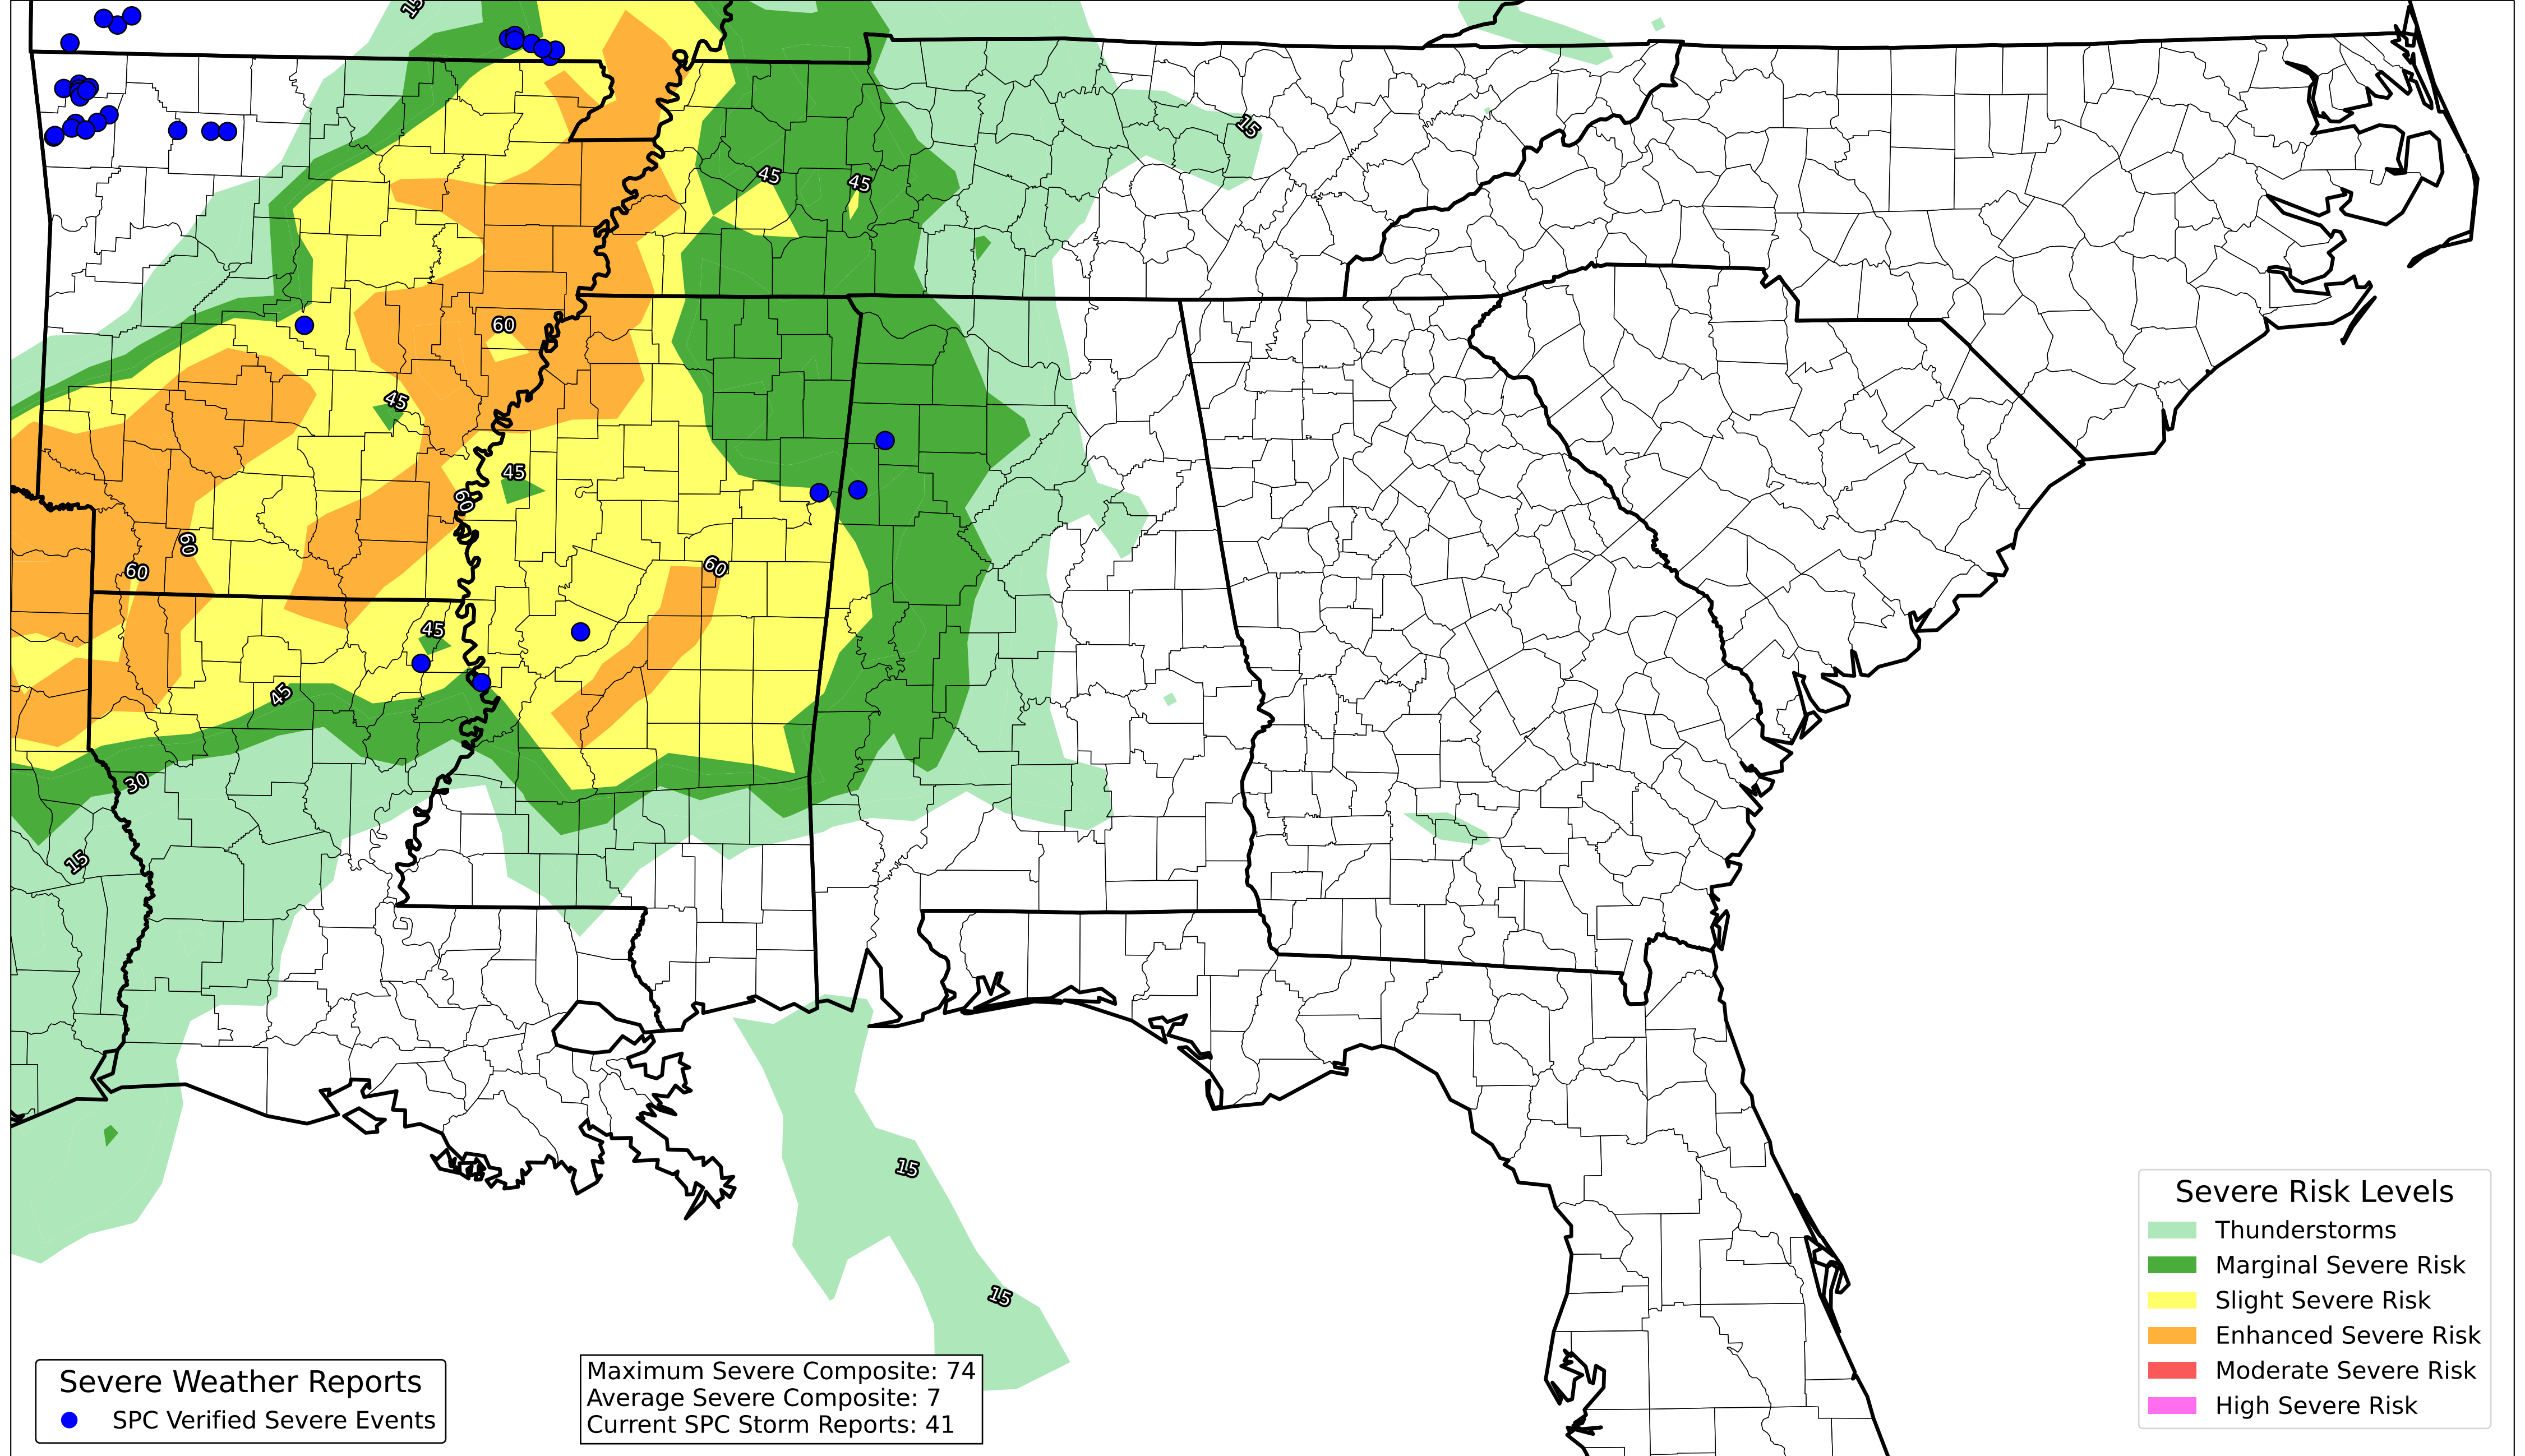 15
15
45
45
60
45
45
60
60
60
60
45
45
30
15
15
15
Severe Risk Levels
Thunderstorms
Marginal Severe Risk
Slight Severe Risk
Enhanced Severe Risk
Moderate Severe Risk
High Severe Risk
Severe Weather Reports
SPC Verified Severe Events
Maximum Severe Composite: 74
Average Severe Composite: 7
Current SPC Storm Reports: 41